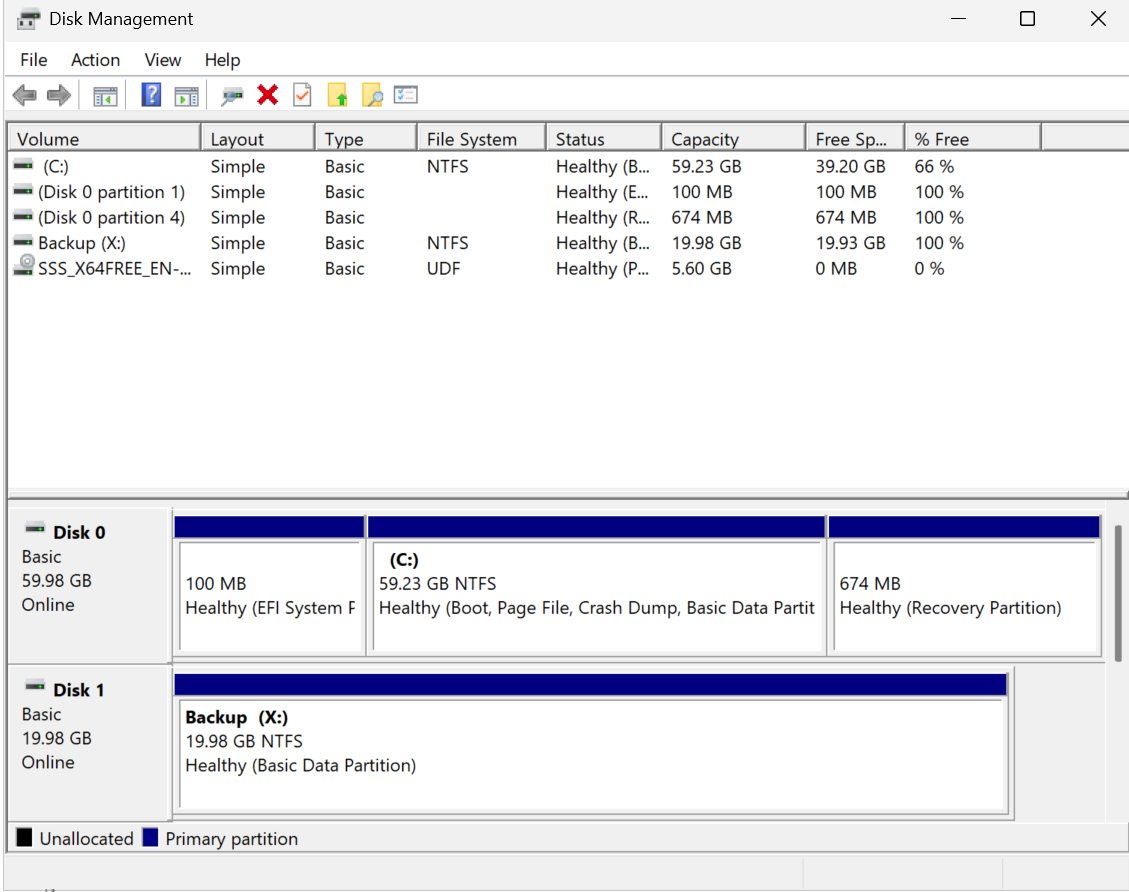 Disk Management
File Action View Help
Volume Layout Type File System Status Capacity Free Sp... % Free
(C:) Simple Basic NTFS Healthy (B... 59.23 GB 39.20 GB 66 %
(Disk 0 partition 1) Simple Basic Healthy (E... 100 MB 100 MB 100 %
(Disk 0 partition 4) Simple Basic Healthy (R... 674 MB 674 MB 100 %
Backup (X:) Simple Basic NTFS Healthy (B... 19.98 GB 19.93 GB 100 %
SSS_X64FREE_EN-... Simple Basic UDF Healthy (P... 5.60 GB 0 MB 0 %
Disk 0
Basic
59.98 GB
Online
100 MB
Healthy (EFI System P
(C:)
59.23 GB NTFS
Healthy (Boot, Page File, Crash Dump, Basic Data Partit
674 MB
Healthy (Recovery Partition)
Disk 1
Basic
19.98 GB
Online
Backup (X:)
19.98 GB NTFS
Healthy (Basic Data Partition)
Unallocated Primary partition